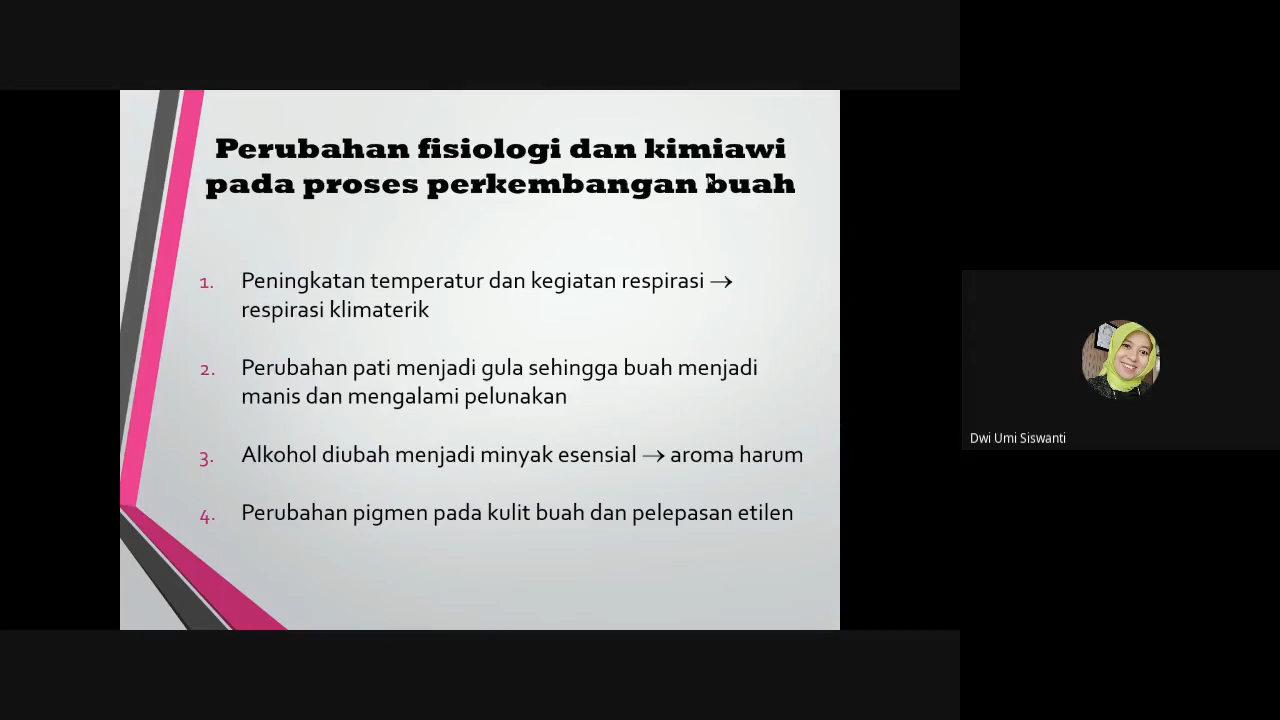 Perubahan fisiologi dan kimiawi
pada proses perkembangan buah
1. Peningkatan temperatur dan kegiatan respirasi →
respirasi klimaterik
2. Perubahan pati menjadi gula sehingga buah menjadi
manis dan mengalami pelunakan
3. Alkohol diubah menjadi minyak esensial → aroma harum
4. Perubahan pigmen pada kulit buah dan pelepasan etilen
Dwi Umi Siswanti